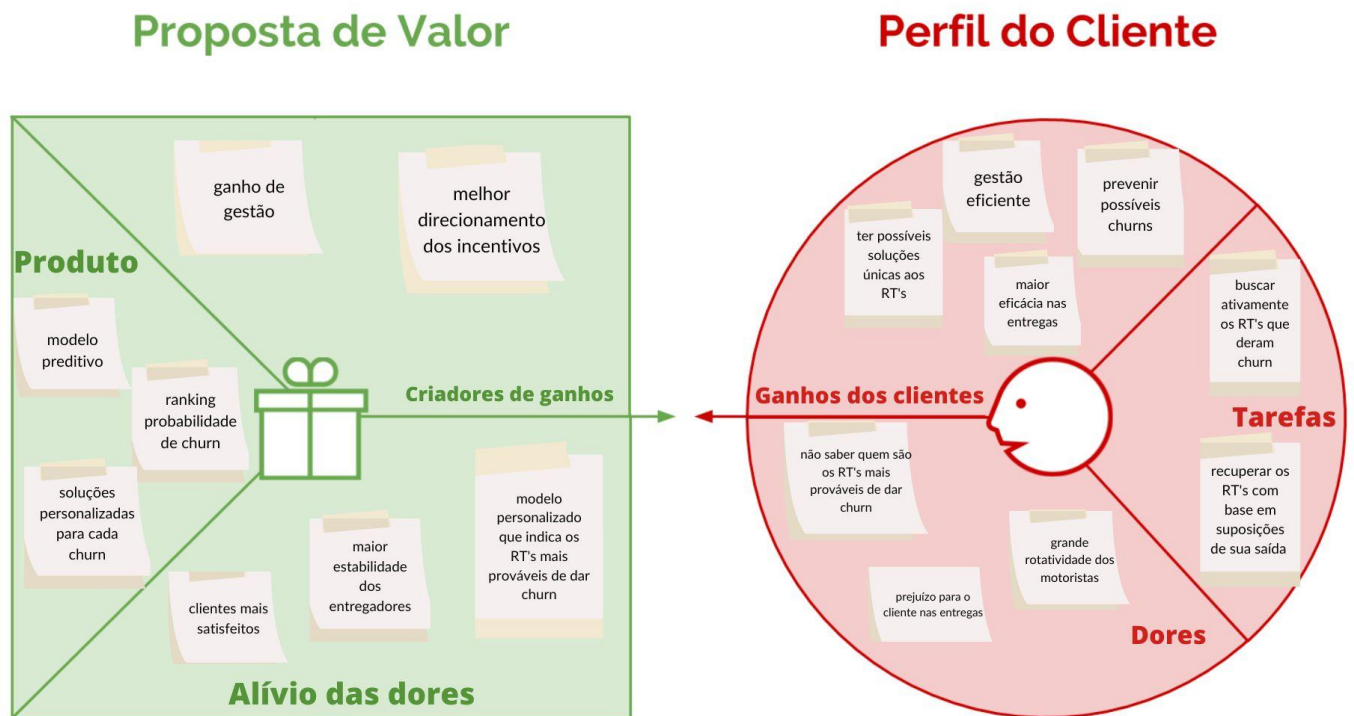 Proposta de Valor
Perfil do Cliente
ganho de
gestão
melhor
direcionamento
dos incentivos
Produto
modelo
preditivo
ranking
probabilidade
de churn
soluções
personalizadas
para cada
churn
Criadores de ganhos
clientes mais
satisfeitos
maior
estabilidade
dos
entregadores
modelo
personalizado
que indica os
RT's mais
prováveis de dar
churn
Alívio das dores
ter possíveis
soluções
únicas aos
RT's
gestão
eficiente
prevenir
possíveis
churns
maior
eficácia nas
entregas
Ganhos dos clientes
buscar
ativamente
os RT's que
deram
churn
Tarefas
recuperar os
RT's com
base em
suposições
de sua saída
não saber quem são
os RT's mais
prováveis de dar
churn
grande
rotatividade dos
motoristas
prejuízo para o
cliente nas entregas
Dores